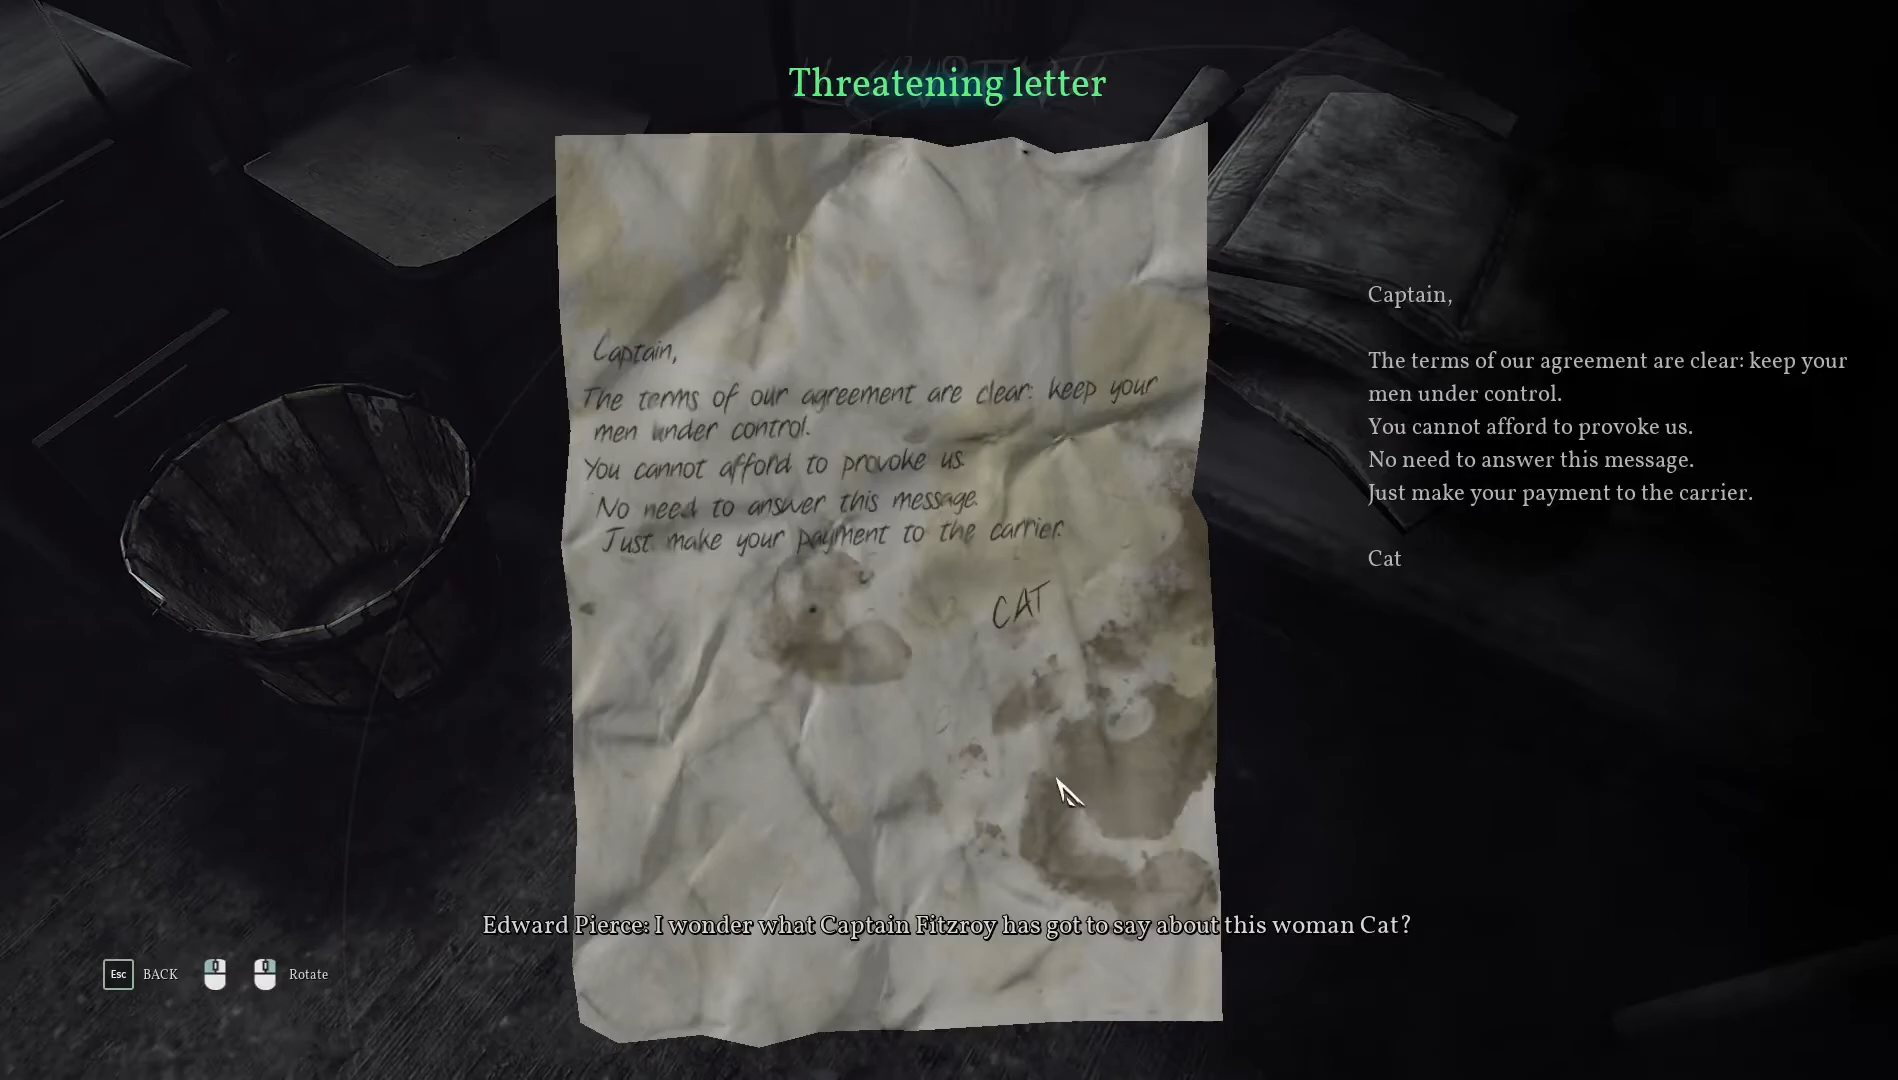 Threatening letter
Captain,
The terms of our agreement are clear: keep your
men under control.
You cannot afford to provoke us.
No need to answer this message.
Just make your payment to the carrier.
CAT
Captain,
The terms of our agreement are clear: keep your
men under control.
You cannot afford to provoke us.
No need to answer this message.
Just make your payment to the carrier.
Cat
Edward Pierce: I wonder what Captain Fitzroy has got to say about this woman Cat?
Esc BACK Rotate